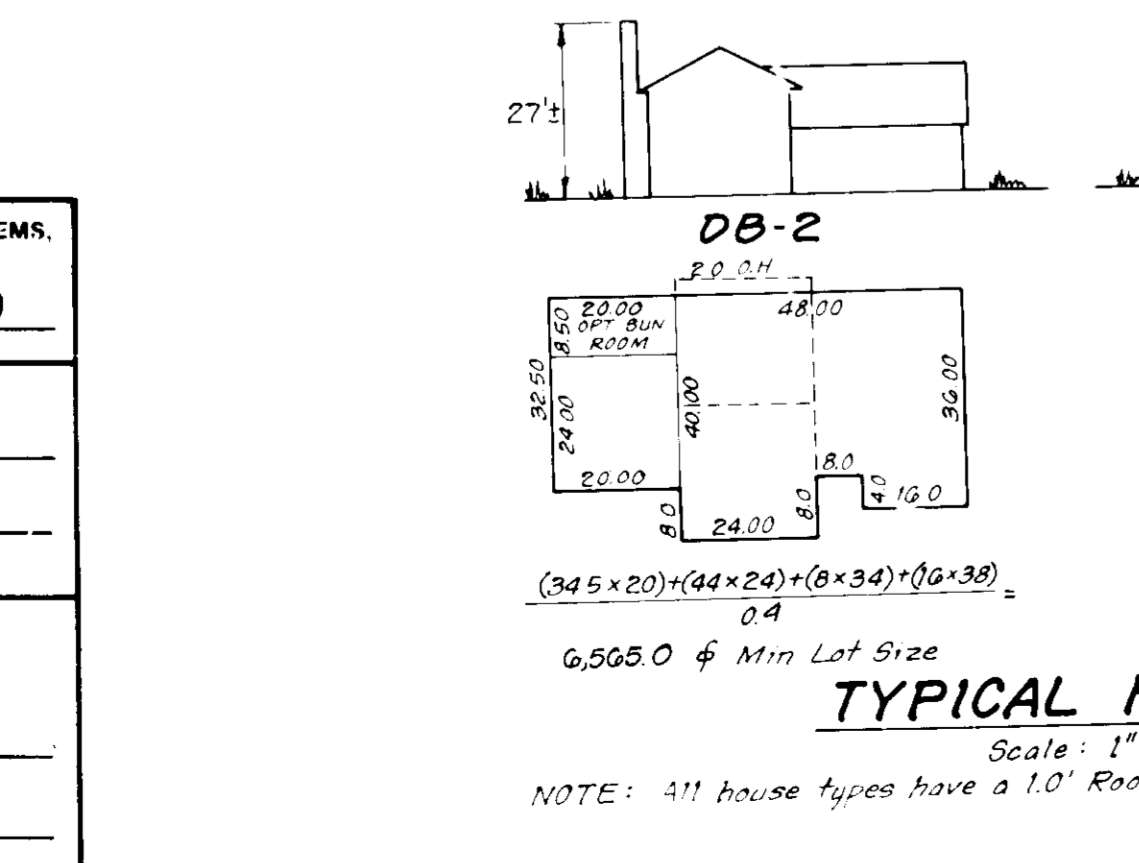 EMS,
27'±
DB-2
2.0 O.H
20.00
48.00
8.50
OPT BUN
ROOM
32.50
24.00
40.00
36.00
20.00
8.0
8.0
24.00
8.0
4.0
16.0
(34.5×20)+(44×24)+(8×34)+(16×38) =
0.4
6,565.0 Min Lot Size
TYPICAL
Scale: 1"
NOTE: All house types have a 1.0' Roo